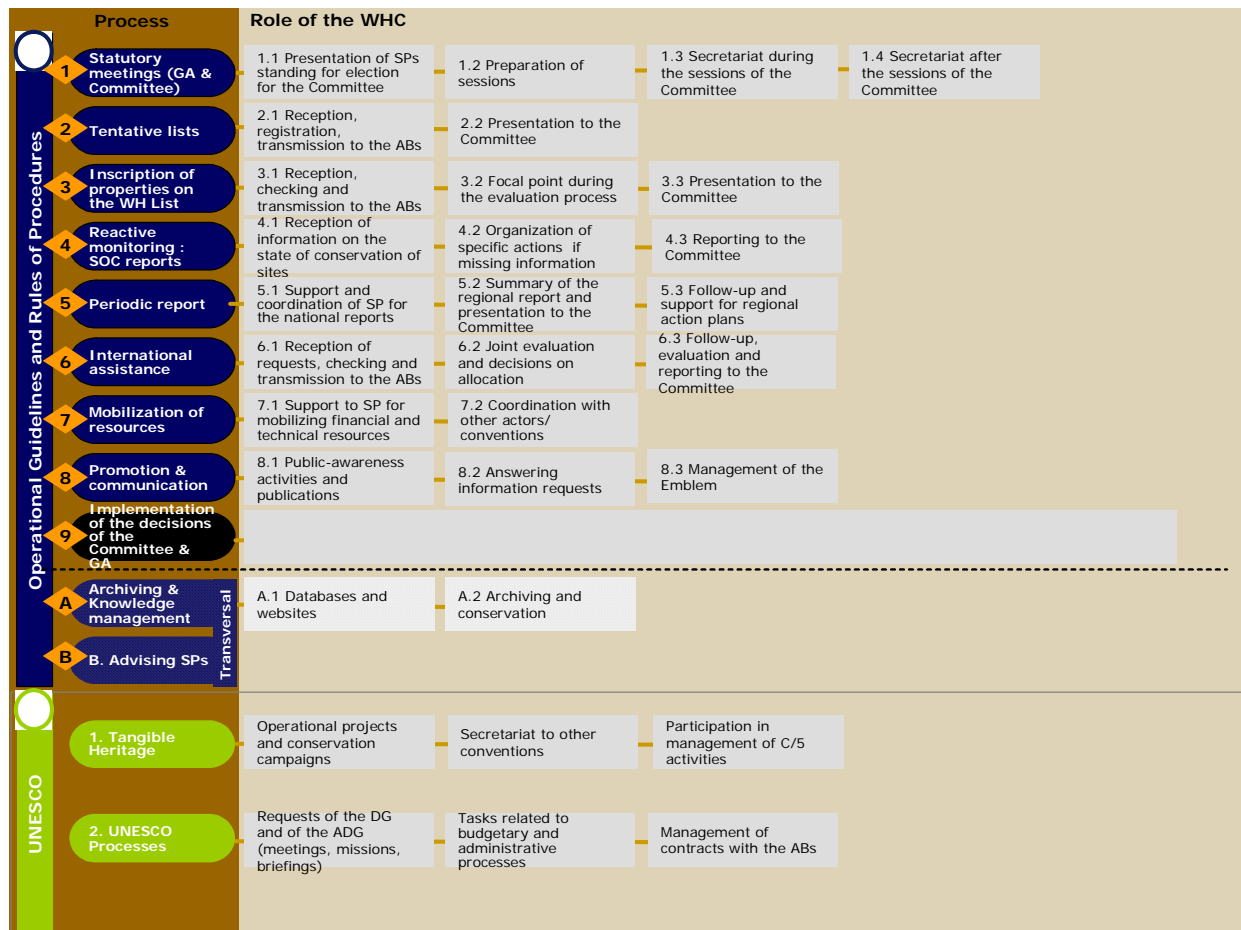 Process
Role of the WHC
Operational Guidelines and Rules of Procedures
1
Statutory
meetings (GA &
Committee)
1.1 Presentation of SPs
standing for election
for the Committee
1.2 Preparation of
sessions
1.3 Secretariat during
the sessions of the
Committee
1.4 Secretariat after
the sessions of the
Committee
2
Tentative lists
2.1 Reception,
registration,
transmission to the ABs
2.2 Presentation to the
Committee
3
Inscription of
properties on
the WH List
3.1 Reception,
checking and
transmission to the ABs
3.2 Focal point during
the evaluation process
3.3 Presentation to the
Committee
4
Reactive
monitoring :
SOC reports
4.1 Reception of
information on the
state of conservation of
sites
4.2 Organization of
specific actions  if
missing information
4.3 Reporting to the
Committee
5
Periodic report
5.1 Support and
coordination of SP for
the national reports
5.2 Summary of the
regional report and
presentation to the
Committee
5.3 Follow-up and
support for regional
action plans
6
International
assistance
6.1 Reception of
requests, checking and
transmission to the ABs
6.2 Joint evaluation
and decisions on
allocation
6.3 Follow-up,
evaluation and
reporting to the
Committee
7
Mobilization of
resources
7.1 Support to SP for
mobilizing financial and
technical resources
7.2 Coordination with
other actors/
conventions
8
Promotion &
communication
8.1 Public-awareness
activities and
publications
8.2 Answering
information requests
8.3 Management of the
Emblem
9
Implementation
of the decisions
of the
Committee &
GA
Transversal
A
Archiving &
Knowledge
management
A.1 Databases and
websites
A.2 Archiving and
conservation
B
B. Advising SPs
UNESCO
1. Tangible
Heritage
Operational projects
and conservation
campaigns
Secretariat to other
conventions
Participation in
management of C/5
activities
2. UNESCO
Processes
Requests of the DG
and of the ADG
(meetings, missions,
briefings)
Tasks related to
budgetary and
administrative
processes
Management of
contracts with the ABs